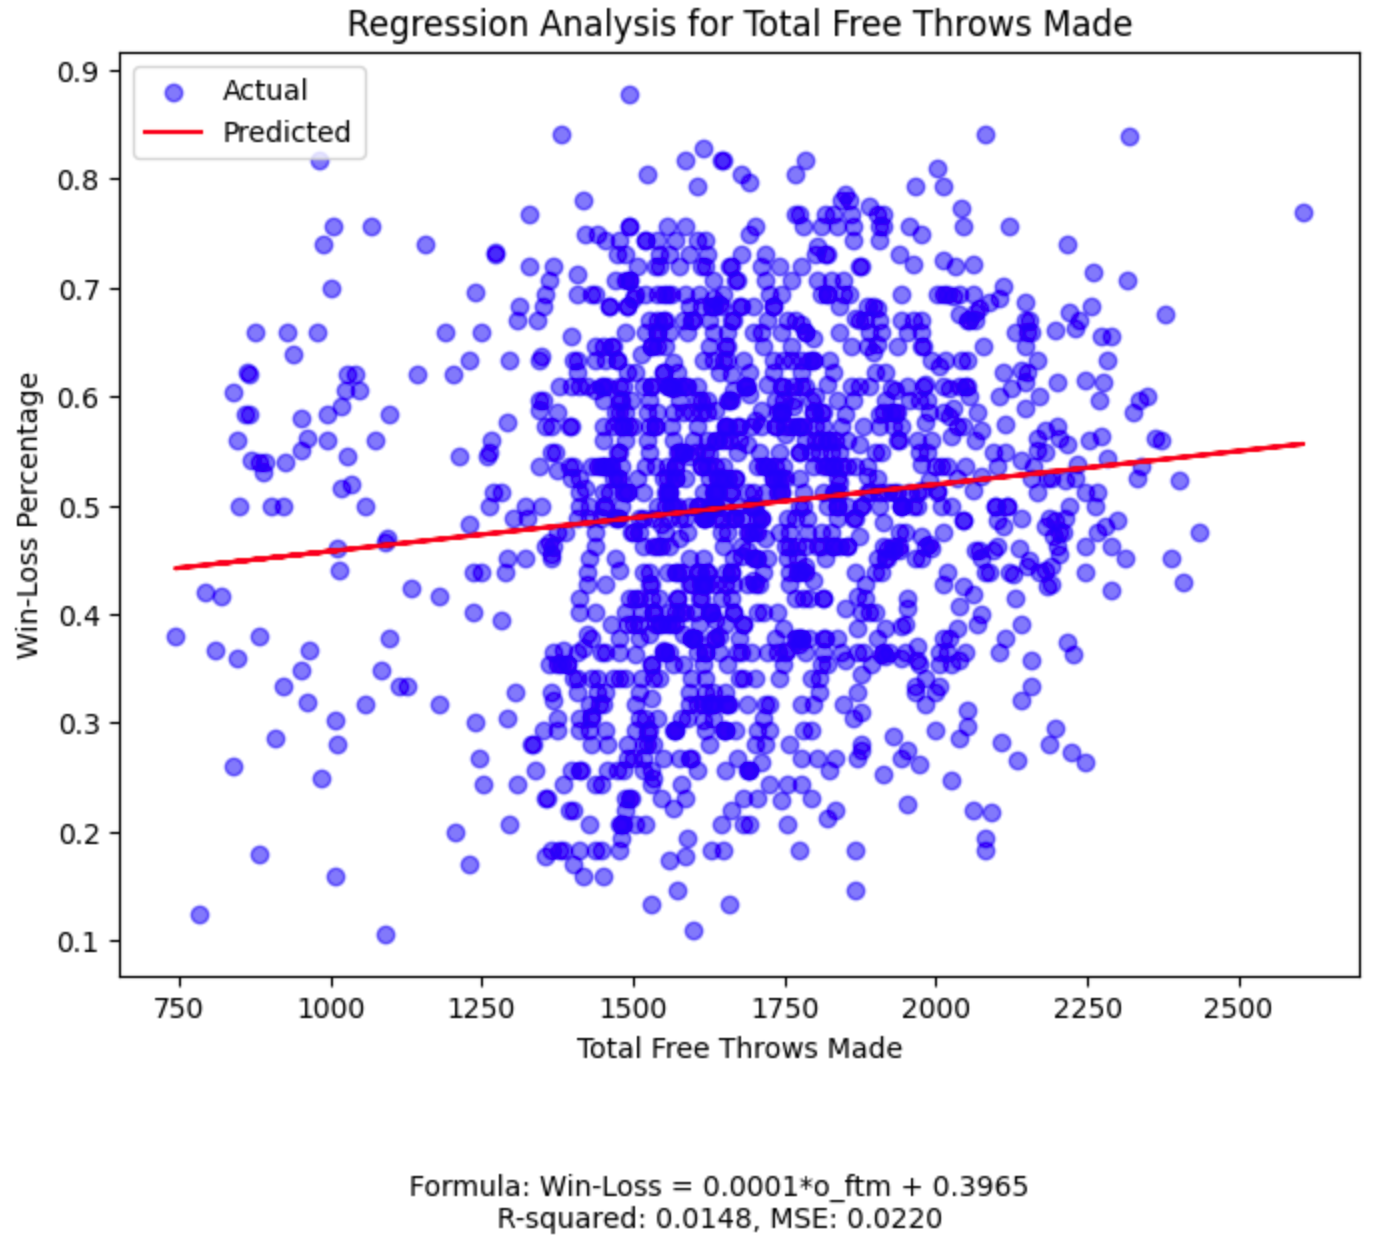 Regression Analysis for Total Free Throws Made
Actual
Predicted
0.9
0.8
0.7
0.6
0.5
0.4
0.3
0.2
0.1
Win-Loss Percentage
750 1000 1250 1500 1750 2000 2250 2500
Total Free Throws Made
Formula: Win-Loss = 0.0001*o_ftm + 0.3965
R-squared: 0.0148, MSE: 0.0220